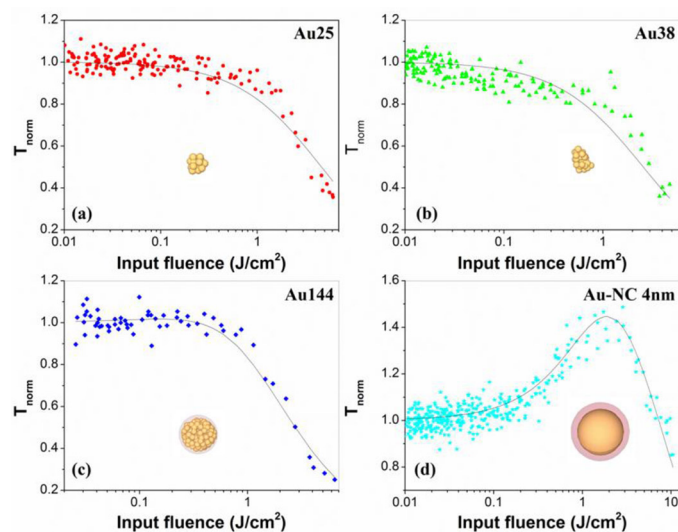 1.2
Au25
1.0
0.8
0.6
0.4
0.2
T norm
(a)
0.01 0.1 1
Input fluence (J/cm²)
1.2
Au38
1.0
0.8
0.6
0.4
0.2
T norm
(b)
0.01 0.1 1
Input fluence (J/cm²)
1.2
Au144
1.0
0.8
0.6
0.4
0.2
T norm
(c)
0.1 1
Input fluence (J/cm²)
1.6
Au-NC 4nm
1.4
1.2
1.0
0.8
T norm
(d)
0.01 0.1 1 10
Input fluence (J/cm²)